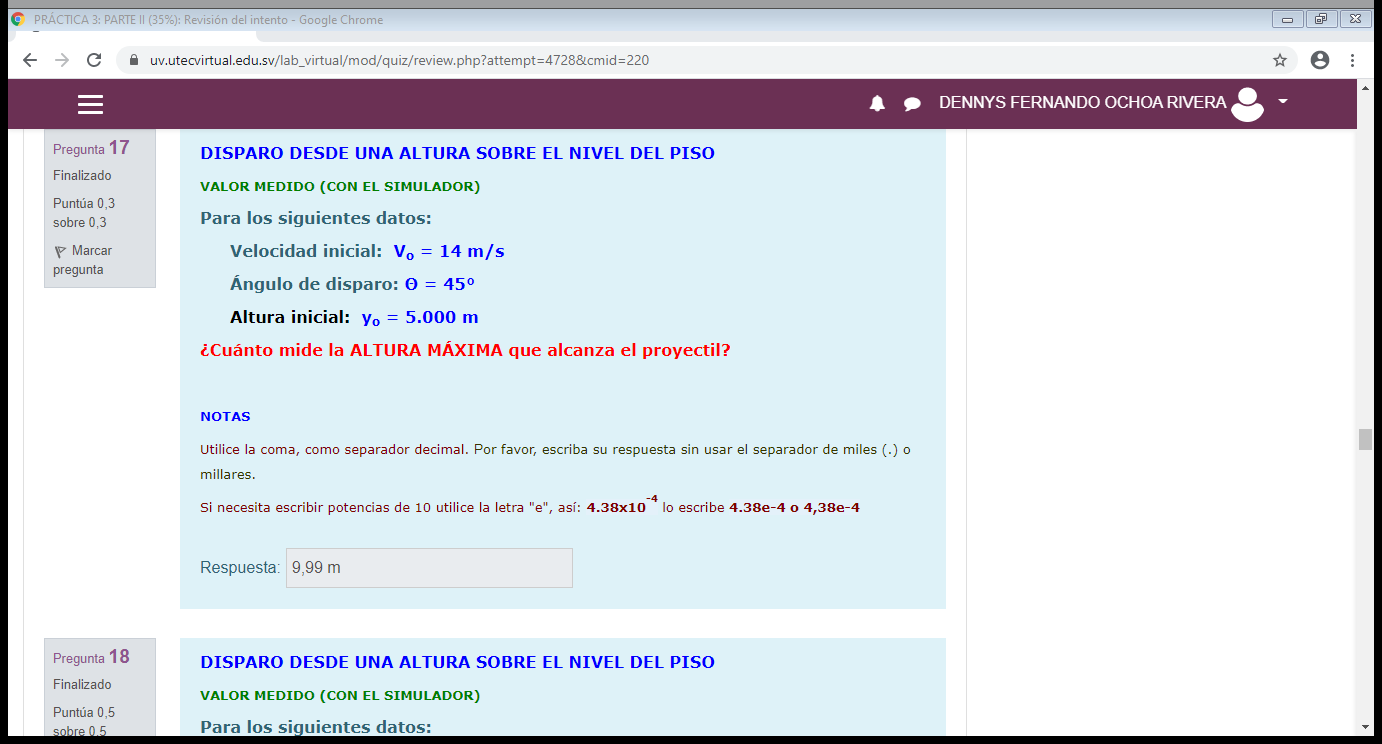 PRÁCTICA 3: PARTE II (35%): Revisión del intento - Google Chrome
uv.utecvirtual.edu.sv/lab_virtual/mod/quiz/review.php?attempt=4728&cmid=220
DENNYS FERNANDO OCHOA RIVERA
Pregunta 17
Finalizado
Puntúa 0,3
sobre 0,3
Marcar
pregunta
DISPARO DESDE UNA ALTURA SOBRE EL NIVEL DEL PISO
VALOR MEDIDO (CON EL SIMULADOR)
Para los siguientes datos:
Velocidad inicial: Vo = 14 m/s
Ángulo de disparo: Θ = 45º
Altura inicial: yo = 5.000 m
¿Cuánto mide la ALTURA MÁXIMA que alcanza el proyectil?
NOTAS
Utilice la coma, como separador decimal. Por favor, escriba su respuesta sin usar el separador de miles (.) o
millares.
Si necesita escribir potencias de 10 utilice la letra "e", así: 4.38x10-4 lo escribe 4.38e-4 o 4,38e-4
Respuesta: 9,99 m
Pregunta 18
Finalizado
Puntúa 0,5
sobre 0,5
DISPARO DESDE UNA ALTURA SOBRE EL NIVEL DEL PISO
VALOR MEDIDO (CON EL SIMULADOR)
Para los siguientes datos: